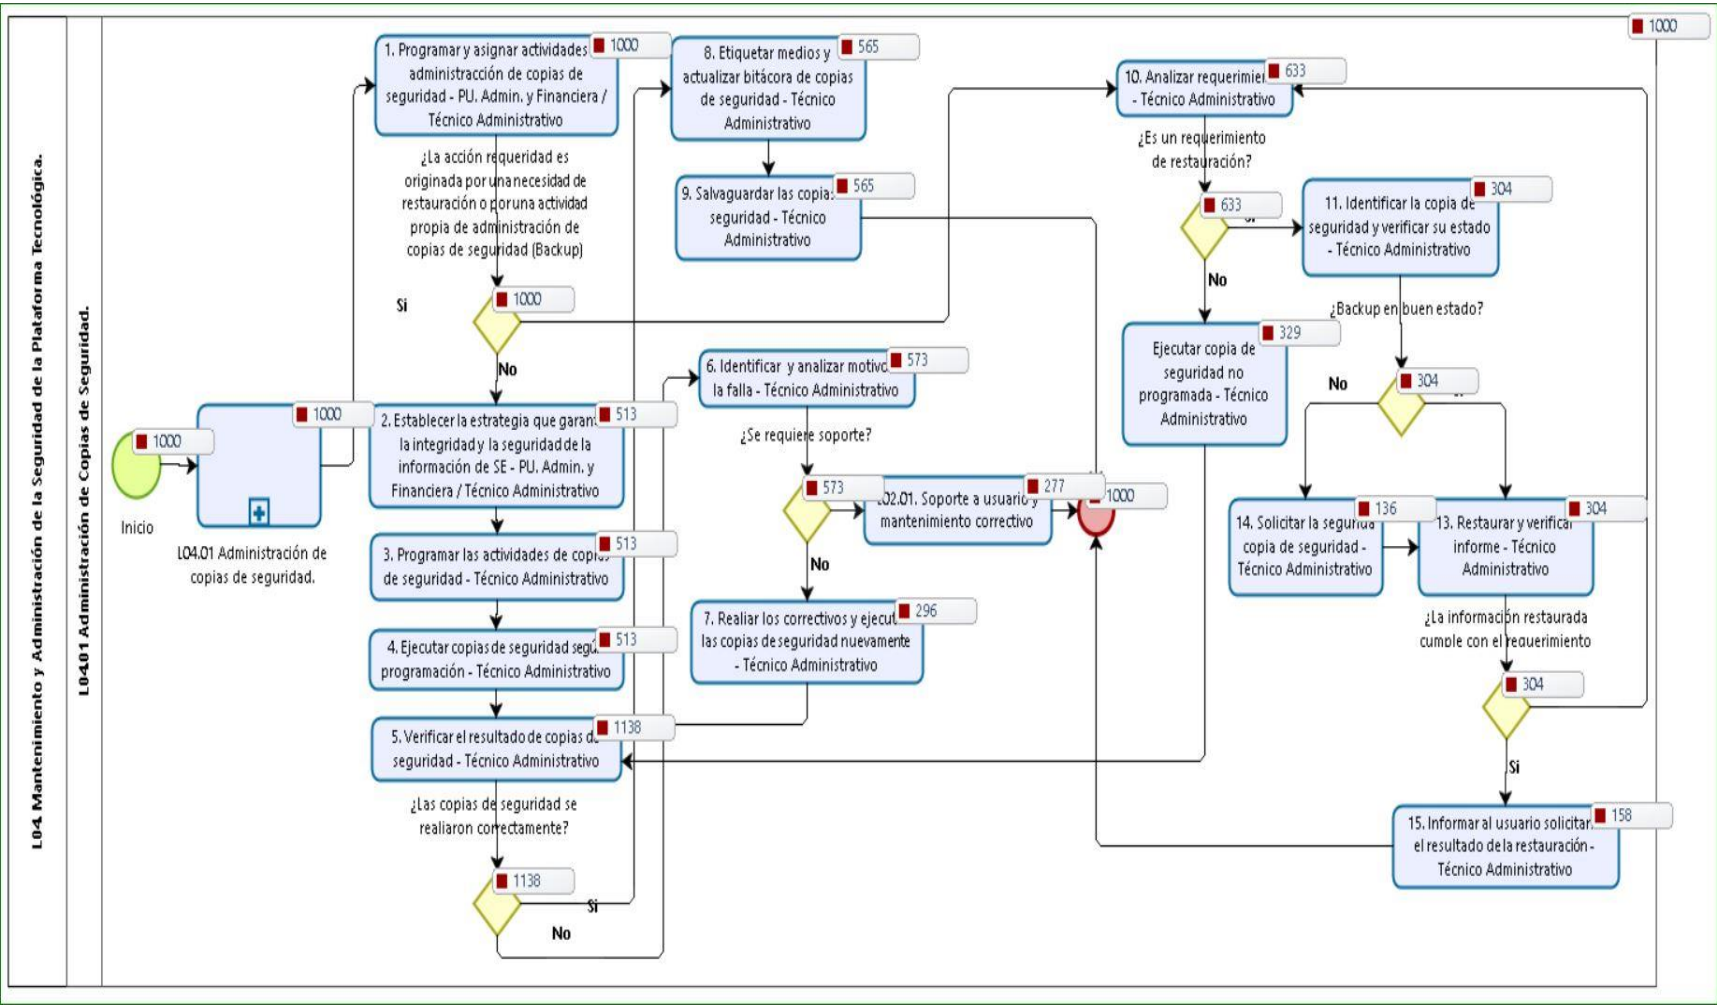 L04. Mantenimiento y Administración de la Seguridad de la Plataforma Tecnológica.
L04.01 Administración de Copias de Seguridad.
1000
1000
Inicio
1000
L04.01 Administración de
copias de seguridad.
1. Programar y asignar actividades
administracción de copias de
seguridad - PU. Admin. y Financiera /
Técnico Administrativo
1000
¿La acción requeridad es
originada por una necesidad de
restauración o por una actividad
propia de administración de
copias de seguridad (Backup)
1000
Si
No
2. Establecer la estrategia que garan
la integridad y la seguridad de la
información de SE - PU. Admin. y
Financiera / Técnico Administrativo
513
3. Programar las actividades de copias
de seguridad - Técnico Administrativo
513
4. Ejecutar copias de seguridad segú
programación - Técnico Administrativo
513
5. Verificar el resultado de copias de
seguridad - Técnico Administrativo
1138
¿Las copias de seguridad se
realiaron correctamente?
1138
Si
No
8. Etiquetar medios y
actualizar bitácora de copias
de seguridad - Técnico
Administrativo
565
9. Salvaguardar las copias
seguridad - Técnico
Administrativo
565
6. Identificar y analizar motivo
la falla - Técnico Administrativo
573
¿Se requiere soporte?
573
No
L02.01. Soporte a usuario y
mantenimiento correctivo
277
1000
7. Realiar los correctivos y ejecut
las copias de seguridad nuevamente
- Técnico Administrativo
296
10. Analizar requerimien
- Técnico Administrativo
633
¿Es un requerimiento
de restauración?
633
No
Ejecutar copia de
seguridad no
programada - Técnico
Administrativo
329
11. Identificar la copia de
seguridad y verificar su estado
- Técnico Administrativo
304
¿Backup en buen estado?
304
No
14. Solicitar la segunda
copia de seguridad -
Técnico Administrativo
136
13. Restaurar y verificar
informe - Técnico
Administrativo
304
¿La información restaurada
cumple con el requerimiento
304
Si
15. Informar al usuario solicitan
el resultado de la restauración -
Técnico Administrativo
158